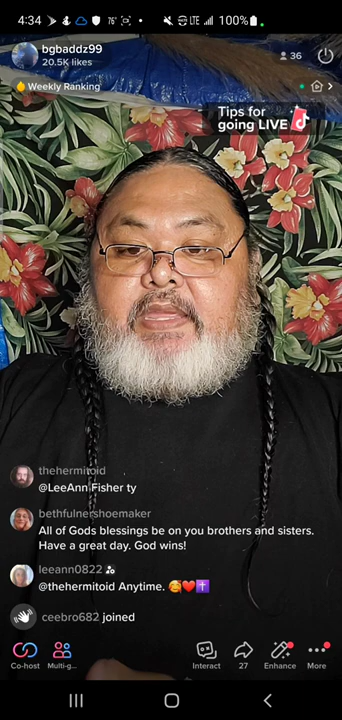 4:34
76°
LTE
100%
bgbaddz99
20.5K likes
36
Weekly Ranking
Tips for
going LIVE
thehermitoid
@LeeAnn Fisher ty
bethfulnershoemaker
All of Gods blessings be on you brothers and sisters.
Have a great day. God wins!
leeann0822
@thehermitoid Anytime. 🥰❤️✝️
ceebro682 joined
Co-host
Multi-g...
Interact
27
Enhance
More